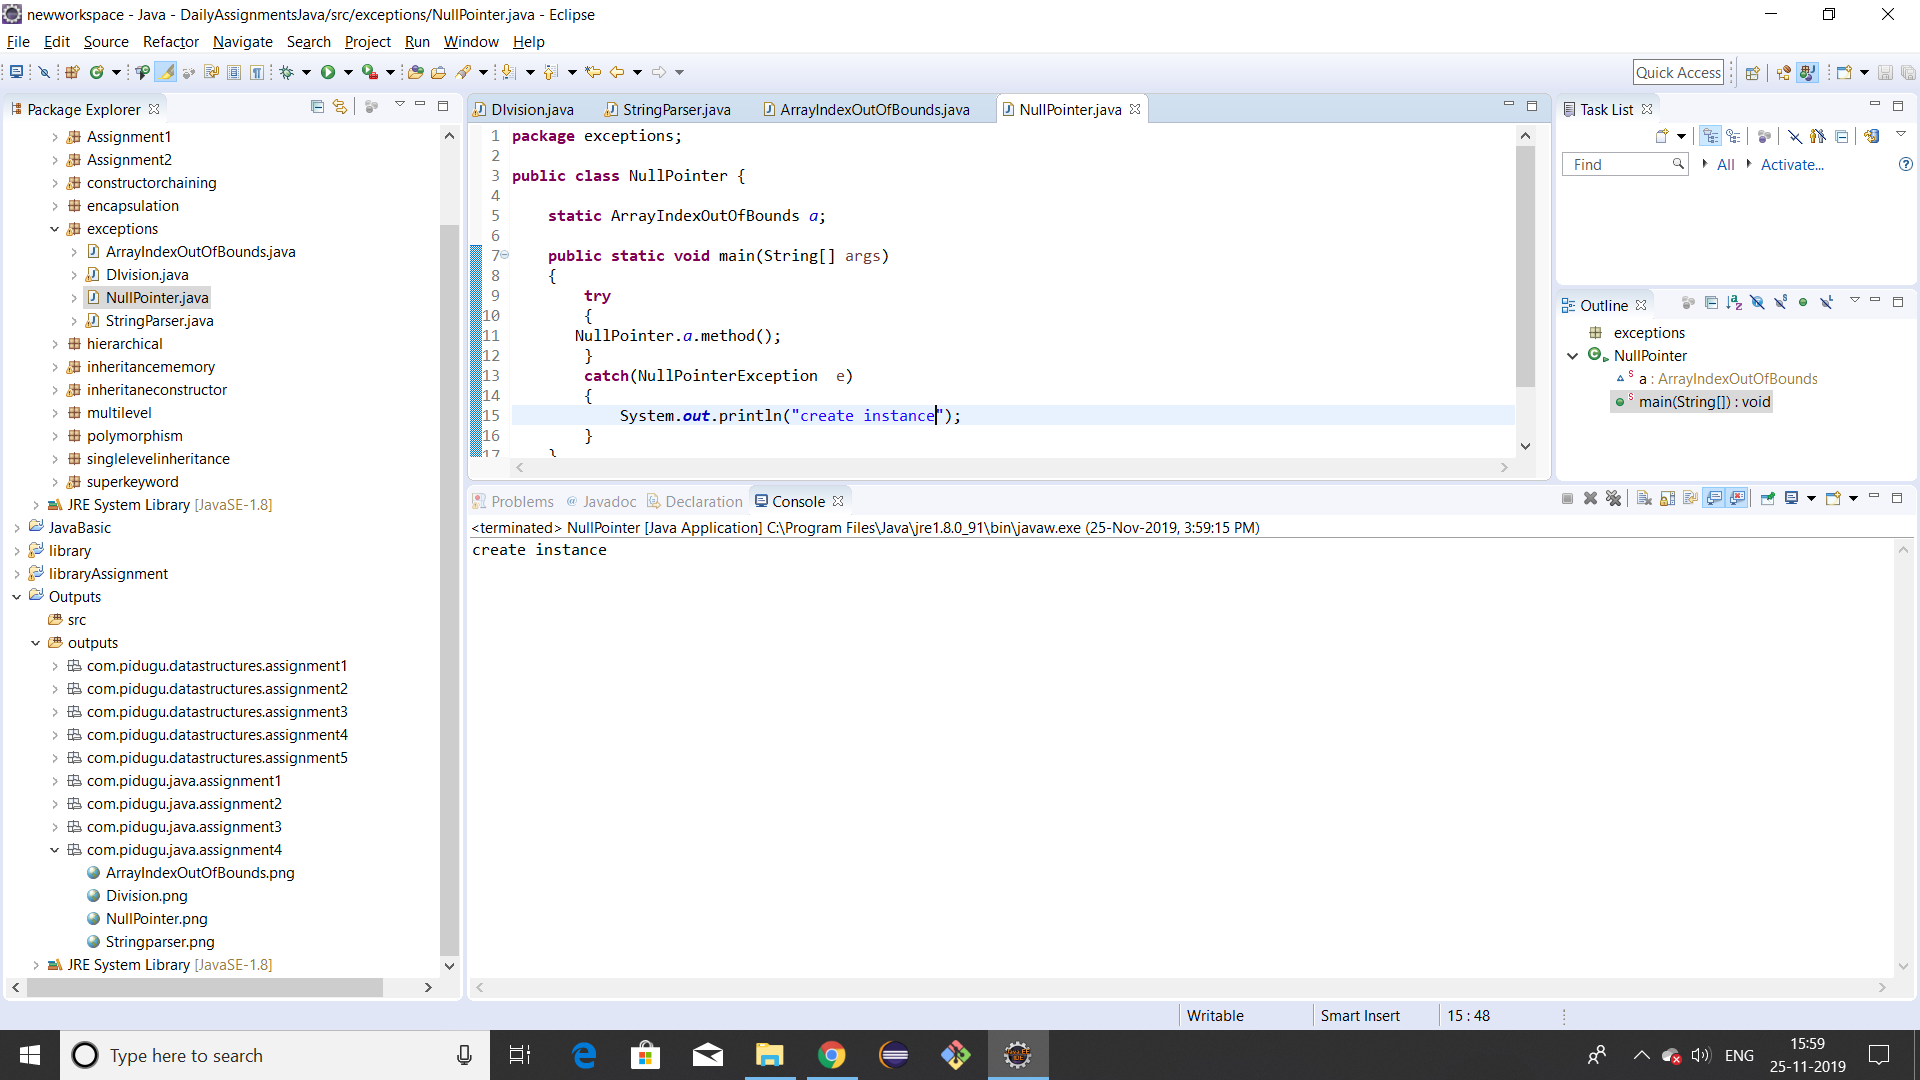 newworkspace - Java - DailyAssignmentsJava/src/exceptions/NullPointer.java - Eclipse
File Edit Source Refactor Navigate Search Project Run Window Help
Quick Access
Package Explorer
Assignment1
Assignment2
constructorchaining
encapsulation
exceptions
ArrayIndexOutOfBounds.java
DIvision.java
NullPointer.java
StringParser.java
hierarchical
inheritancememory
inheritaneconstructor
multilevel
polymorphism
singlelevelinheritance
superkeyword
JRE System Library [JavaSE-1.8]
JavaBasic
library
libraryAssignment
Outputs
src
outputs
com.pidugu.datastructures.assignment1
com.pidugu.datastructures.assignment2
com.pidugu.datastructures.assignment3
com.pidugu.datastructures.assignment4
com.pidugu.datastructures.assignment5
com.pidugu.java.assignment1
com.pidugu.java.assignment2
com.pidugu.java.assignment3
com.pidugu.java.assignment4
ArrayIndexOutOfBounds.png
Division.png
NullPointer.png
Stringparser.png
JRE System Library [JavaSE-1.8]
DIvision.java StringParser.java ArrayIndexOutOfBounds.java NullPointer.java
1 package exceptions;
2
3 public class NullPointer {
4
5 static ArrayIndexOutOfBounds a;
6
7 public static void main(String[] args)
8 {
9 try
10 {
11 NullPointer.a.method();
12 }
13 catch(NullPointerException e)
14 {
15 System.out.println("create instance");
16 }
17 }
Problems Javadoc Declaration Console
<terminated> NullPointer [Java Application] C:\Program Files\Java\jre1.8.0_91\bin\javaw.exe (25-Nov-2019, 3:59:15 PM)
create instance
Task List
Find All Activate...
Outline
exceptions
NullPointer
a : ArrayIndexOutOfBounds
main(String[]) : void
Writable Smart Insert 15 : 48
Type here to search
ENG
15:59
25-11-2019